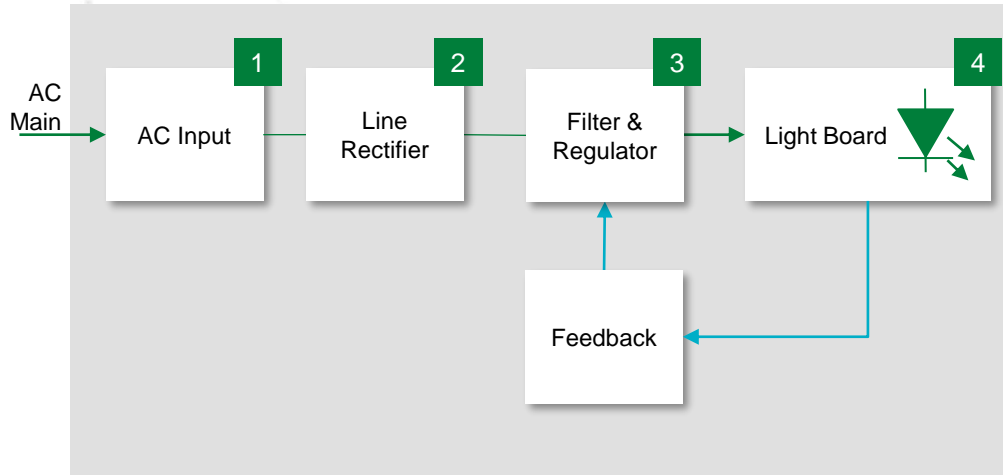 AC
Main
1
AC Input
2
Line
Rectifier
3
Filter &
Regulator
4
Light Board
Feedback